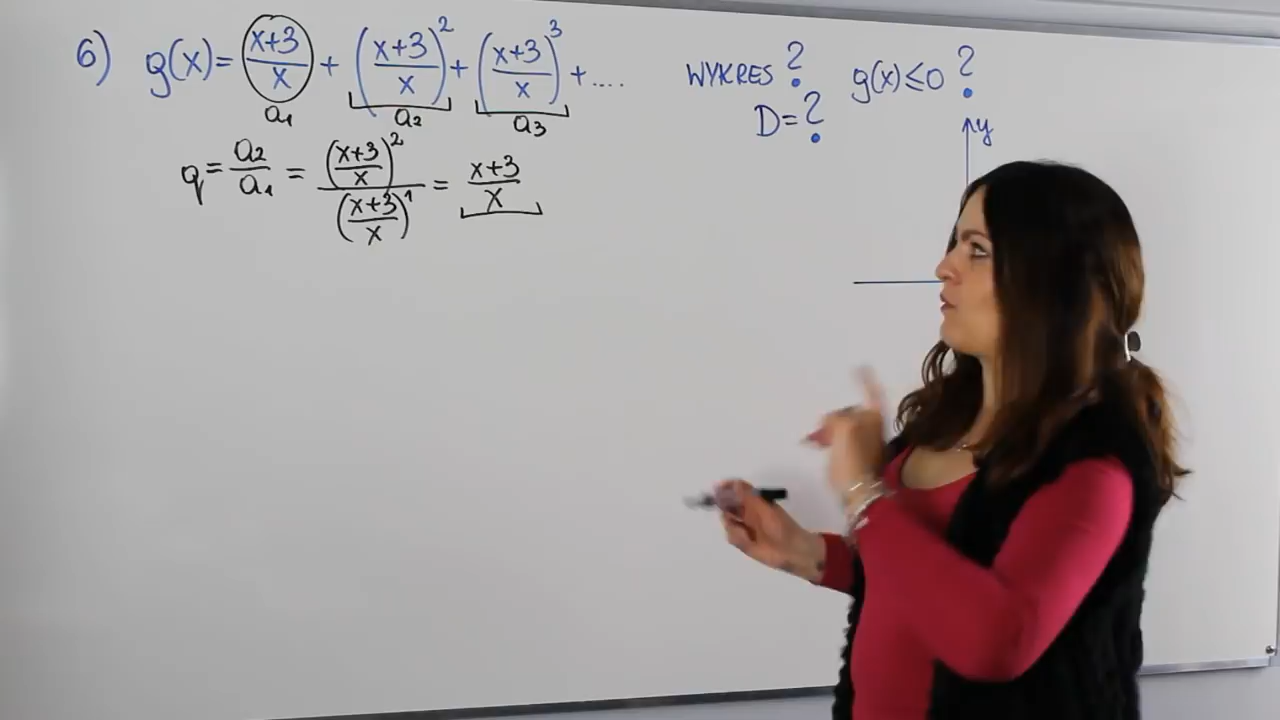 6) g(x) = (x+3)/x + ((x+3)/x)² + ((x+3)/x)³ + .... WYKRES ? g(x) ≤ 0 ?
a₁ a₂ a₃ D = ?
y
q = a₂/a₁ = ((x+3)/x)² / ((x+3)/x)¹ = (x+3)/x